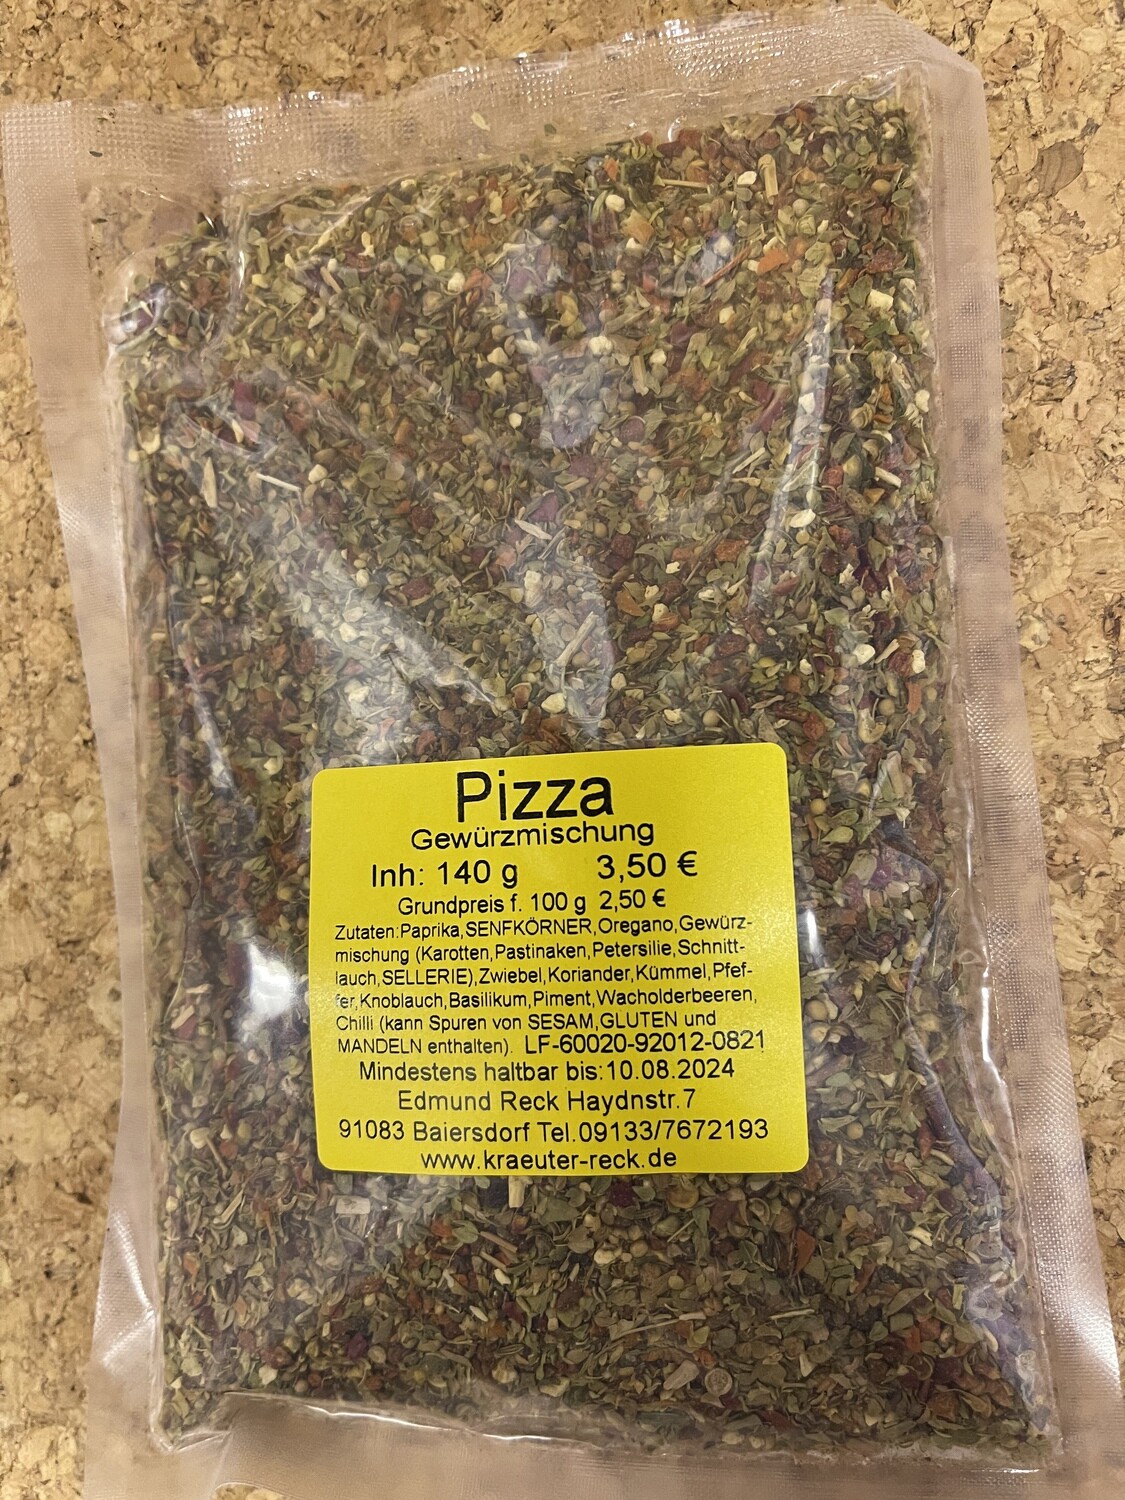 Pizza
Gewürzmischung
Inh: 140 g 3,50 €
Grundpreis f. 100 g 2,50 €
Zutaten:Paprika,SENFKÖRNER,Oregano,Gewürz-
mischung (Karotten,Pastinaken,Petersilie,Schnitt-
lauch,SELLERIE),Zwiebel,Koriander,Kümmel,Pfef-
fer,Knoblauch,Basilikum,Piment,Wacholderbeeren,
Chilli (kann Spuren von SESAM,GLUTEN und
MANDELN enthalten). LF-60020-92012-0821
Mindestens haltbar bis:10.08.2024
Edmund Reck Haydnstr.7
91083 Baiersdorf Tel.09133/7672193
www.kraeuter-reck.de